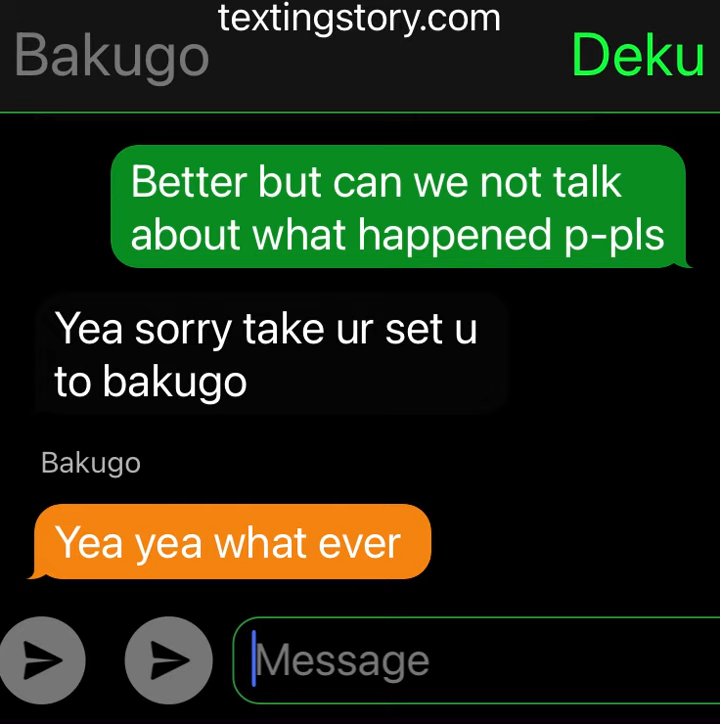 textingstory.com
Bakugo
Deku
Better but can we not talk
about what happened p-pls
Yea sorry take ur set u
to bakugo
Bakugo
Yea yea what ever
Message